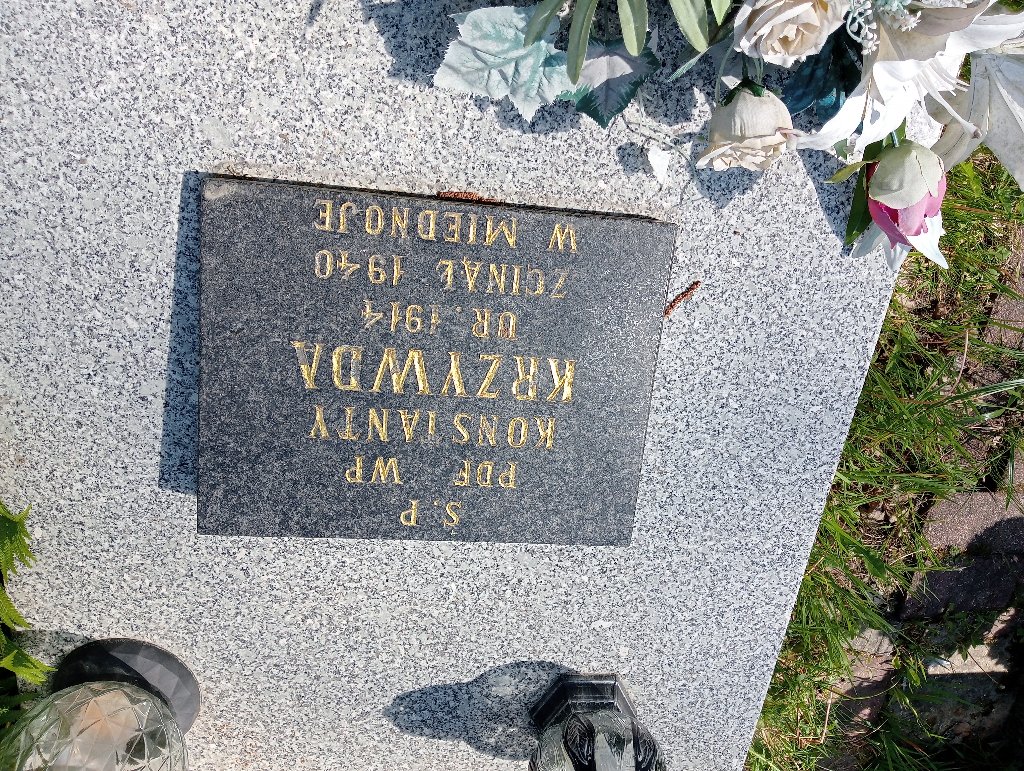 Ś.P
PDF WP
KONSTANTY
KRZYWDA
UR. 1914
ZGINĄŁ 1940
W MIEDNOJE